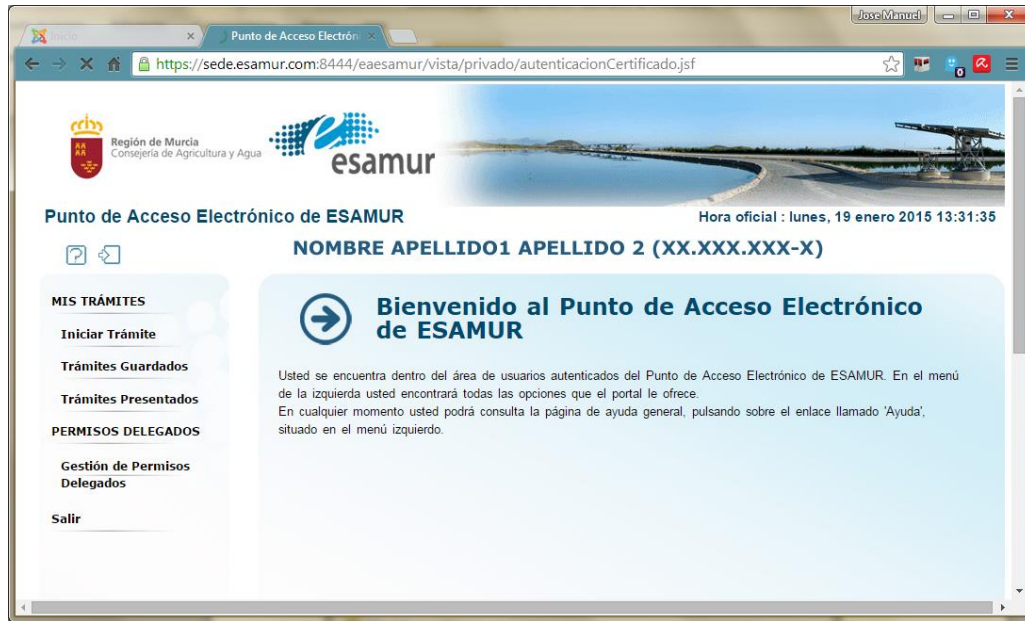 Jose Manuel
Inicio
Punto de Acceso Electrón
https://sede.esamur.com:8444/eaesamur/vista/privado/autenticacionCertificado.jsf
0
Región de Murcia
Consejería de Agricultura y Agua
esamur
Punto de Acceso Electrónico de ESAMUR
Hora oficial : lunes, 19 enero 2015 13:31:35
NOMBRE APELLIDO1 APELLIDO 2 (XX.XXX.XXX-X)
MIS TRÁMITES
Iniciar Trámite
Trámites Guardados
Trámites Presentados
PERMISOS DELEGADOS
Gestión de Permisos
Delegados
Salir
Bienvenido al Punto de Acceso Electrónico
de ESAMUR
Usted se encuentra dentro del área de usuarios autenticados del Punto de Acceso Electrónico de ESAMUR. En el menú
de la izquierda usted encontrará todas las opciones que el portal le ofrece.
En cualquier momento usted podrá consulta la página de ayuda general, pulsando sobre el enlace llamado 'Ayuda',
situado en el menú izquierdo.